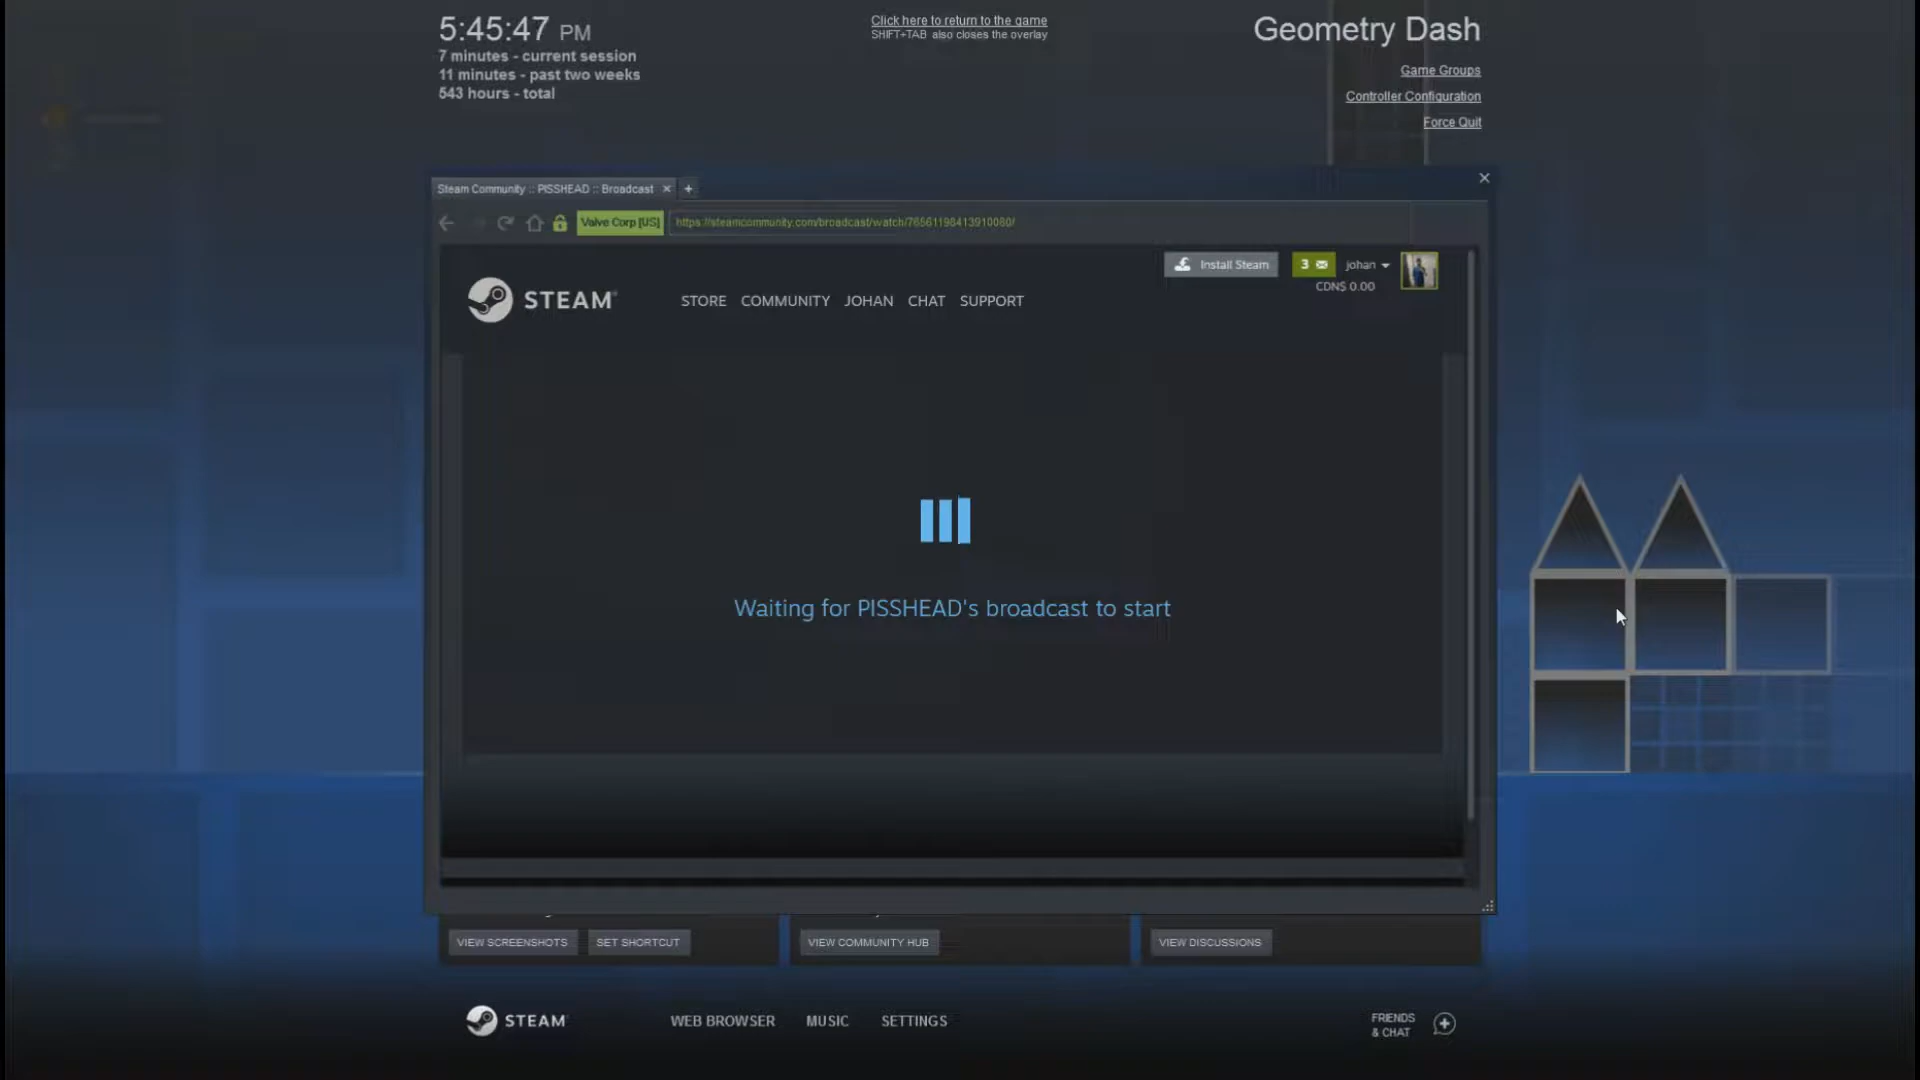 5:45:47 PM
7 minutes - current session
11 minutes - past two weeks
543 hours - total
Click here to return to the game
SHIFT+TAB also closes the overlay
Geometry Dash
Game Groups
Controller Configuration
Force Quit
Steam Community :: PISSHEAD :: Broadcast
Valve Corp [US]
https://steamcommunity.com/broadcast/watch/76561198413910080/
Install Steam
3
johan
CDN$ 0.00
STEAM®
STORE COMMUNITY JOHAN CHAT SUPPORT
Waiting for PISSHEAD's broadcast to start
VIEW SCREENSHOTS
SET SHORTCUT
VIEW COMMUNITY HUB
VIEW DISCUSSIONS
STEAM
WEB BROWSER MUSIC SETTINGS
FRIENDS
& CHAT